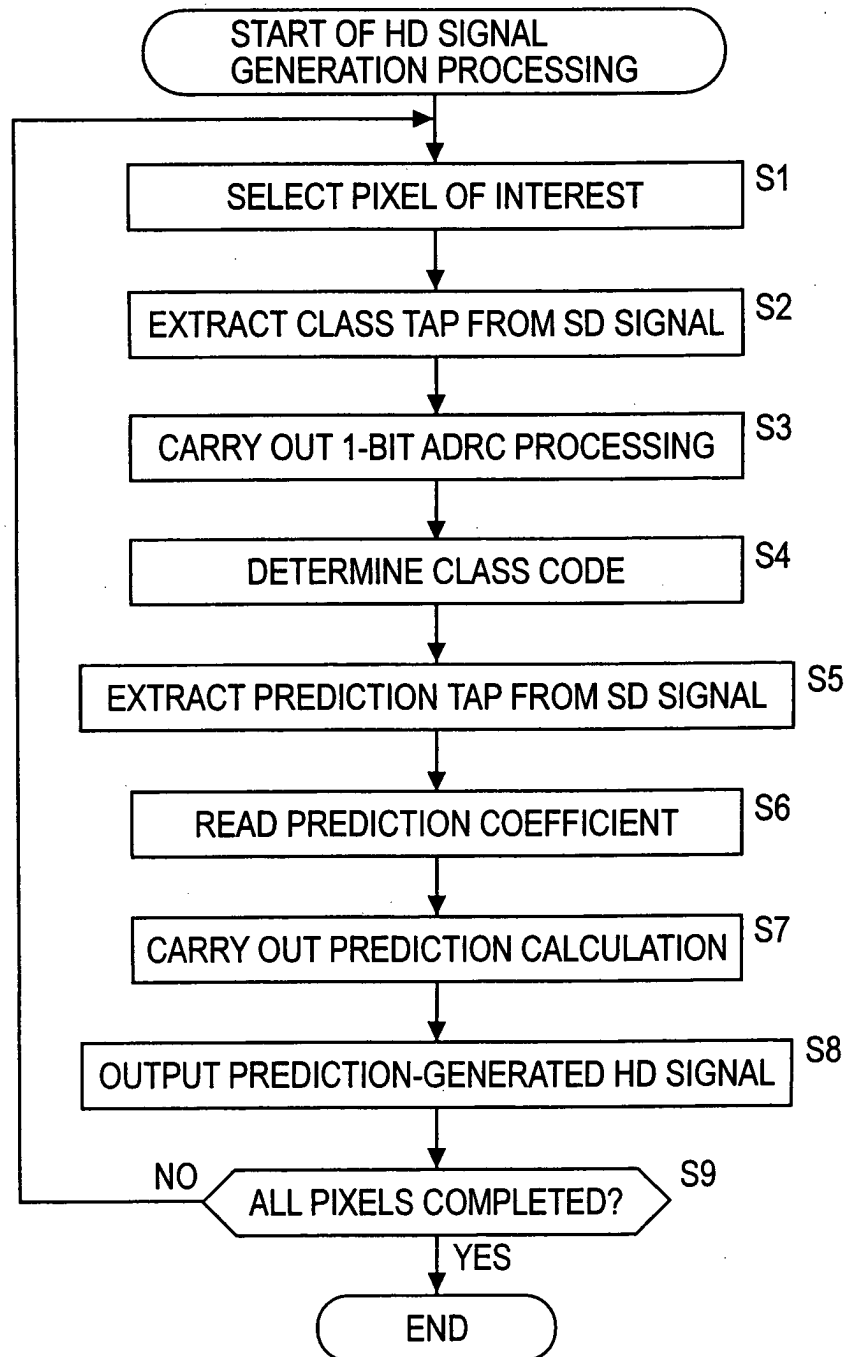 START OF HD SIGNAL
GENERATION PROCESSING
SELECT PIXEL OF INTEREST
S1
EXTRACT CLASS TAP FROM SD SIGNAL
S2
CARRY OUT 1-BIT ADRC PROCESSING
S3
DETERMINE CLASS CODE
S4
EXTRACT PREDICTION TAP FROM SD SIGNAL
S5
READ PREDICTION COEFFICIENT
S6
CARRY OUT PREDICTION CALCULATION
S7
OUTPUT PREDICTION-GENERATED HD SIGNAL
S8
NO
ALL PIXELS COMPLETED?
S9
YES
END